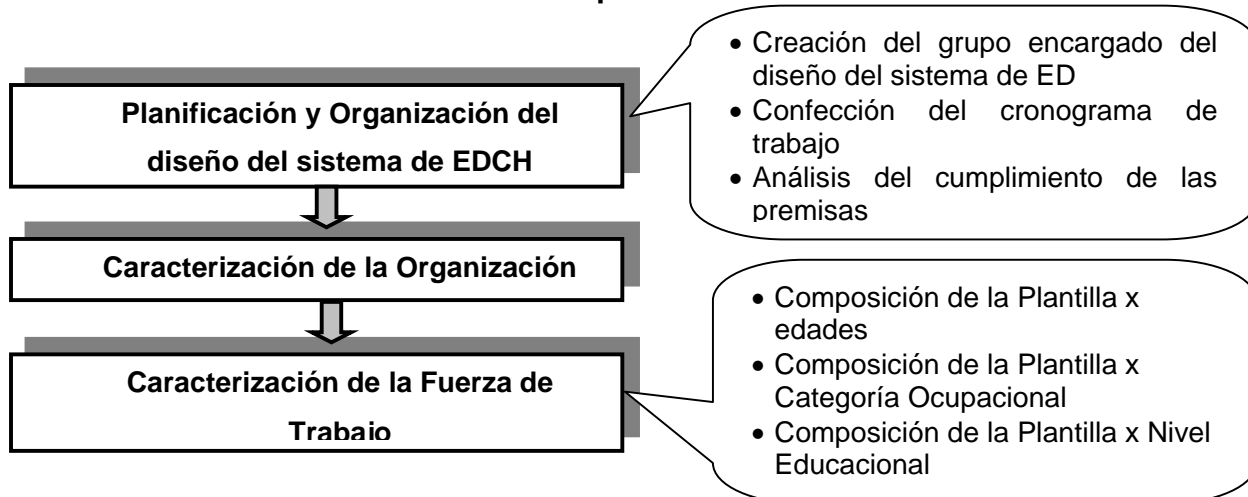 Planificación y Organización del
diseño del sistema de EDCH
• Creación del grupo encargado del
diseño del sistema de ED
• Confección del cronograma de
trabajo
• Análisis del cumplimiento de las
premisas
Caracterización de la Organización
Caracterización de la Fuerza de
Trabajo
• Composición de la Plantilla x
edades
• Composición de la Plantilla x
Categoría Ocupacional
• Composición de la Plantilla x Nivel
Educacional